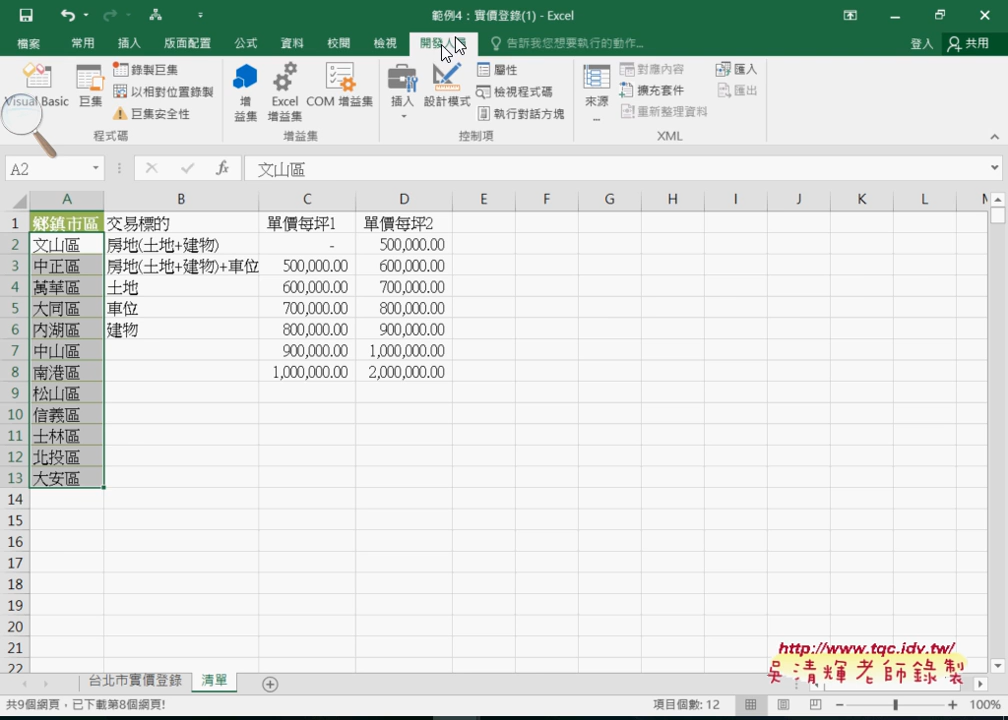 範例4：實價登錄(1) - Excel
檔案 常用 插入 版面配置 公式 資料 校閱 檢視 開發人員 告訴我您想要執行的動作... 登入 共用
Visual Basic 巨集 錄製巨集 以相對位置錄製 巨集安全性 程式碼
增益集 Excel 增益集 COM 增益集 增益集
插入 設計模式 屬性 檢視程式碼 執行對話方塊 控制項
來源 對應內容 擴充套件 重新整理資料 匯入 匯出 XML
A2 fx 文山區
A B C D E F G H I J K L M
1 鄉鎮市區 交易標的 單價每坪1 單價每坪2
2 文山區 房地(土地+建物) - 500,000.00
3 中正區 房地(土地+建物)+車位 500,000.00 600,000.00
4 萬華區 土地 600,000.00 700,000.00
5 大同區 車位 700,000.00 800,000.00
6 內湖區 建物 800,000.00 900,000.00
7 中山區 900,000.00 1,000,000.00
8 南港區 1,000,000.00 2,000,000.00
9 松山區
10 信義區
11 士林區
12 北投區
13 大安區
14
15
16
17
18
19
20
21
22
http://www.tqc.idv.tw/
吳清輝老師錄製
台北市實價登錄 清單
共9個網頁，已下載第8個網頁! 項目個數: 12 100%